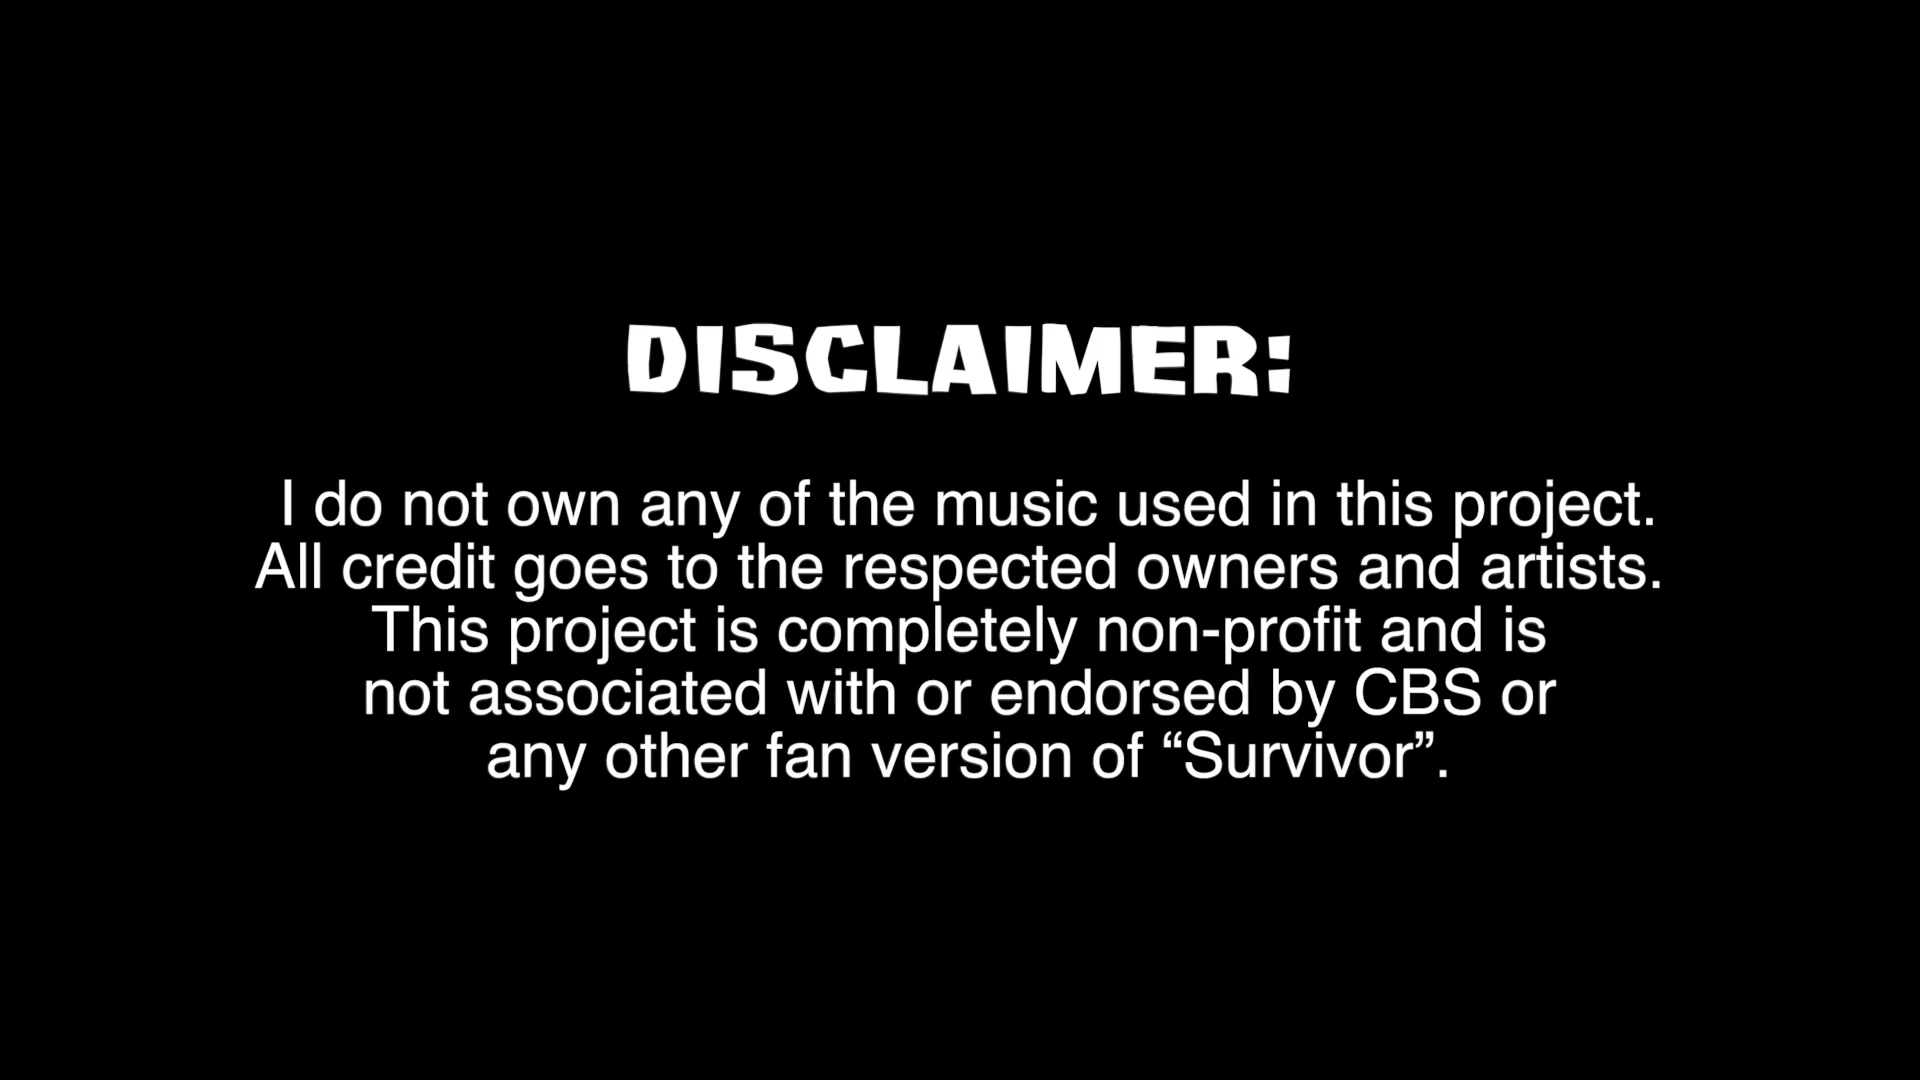 DISCLAIMER:
I do not own any of the music used in this project.
All credit goes to the respected owners and artists.
This project is completely non-profit and is
not associated with or endorsed by CBS or
any other fan version of “Survivor”.